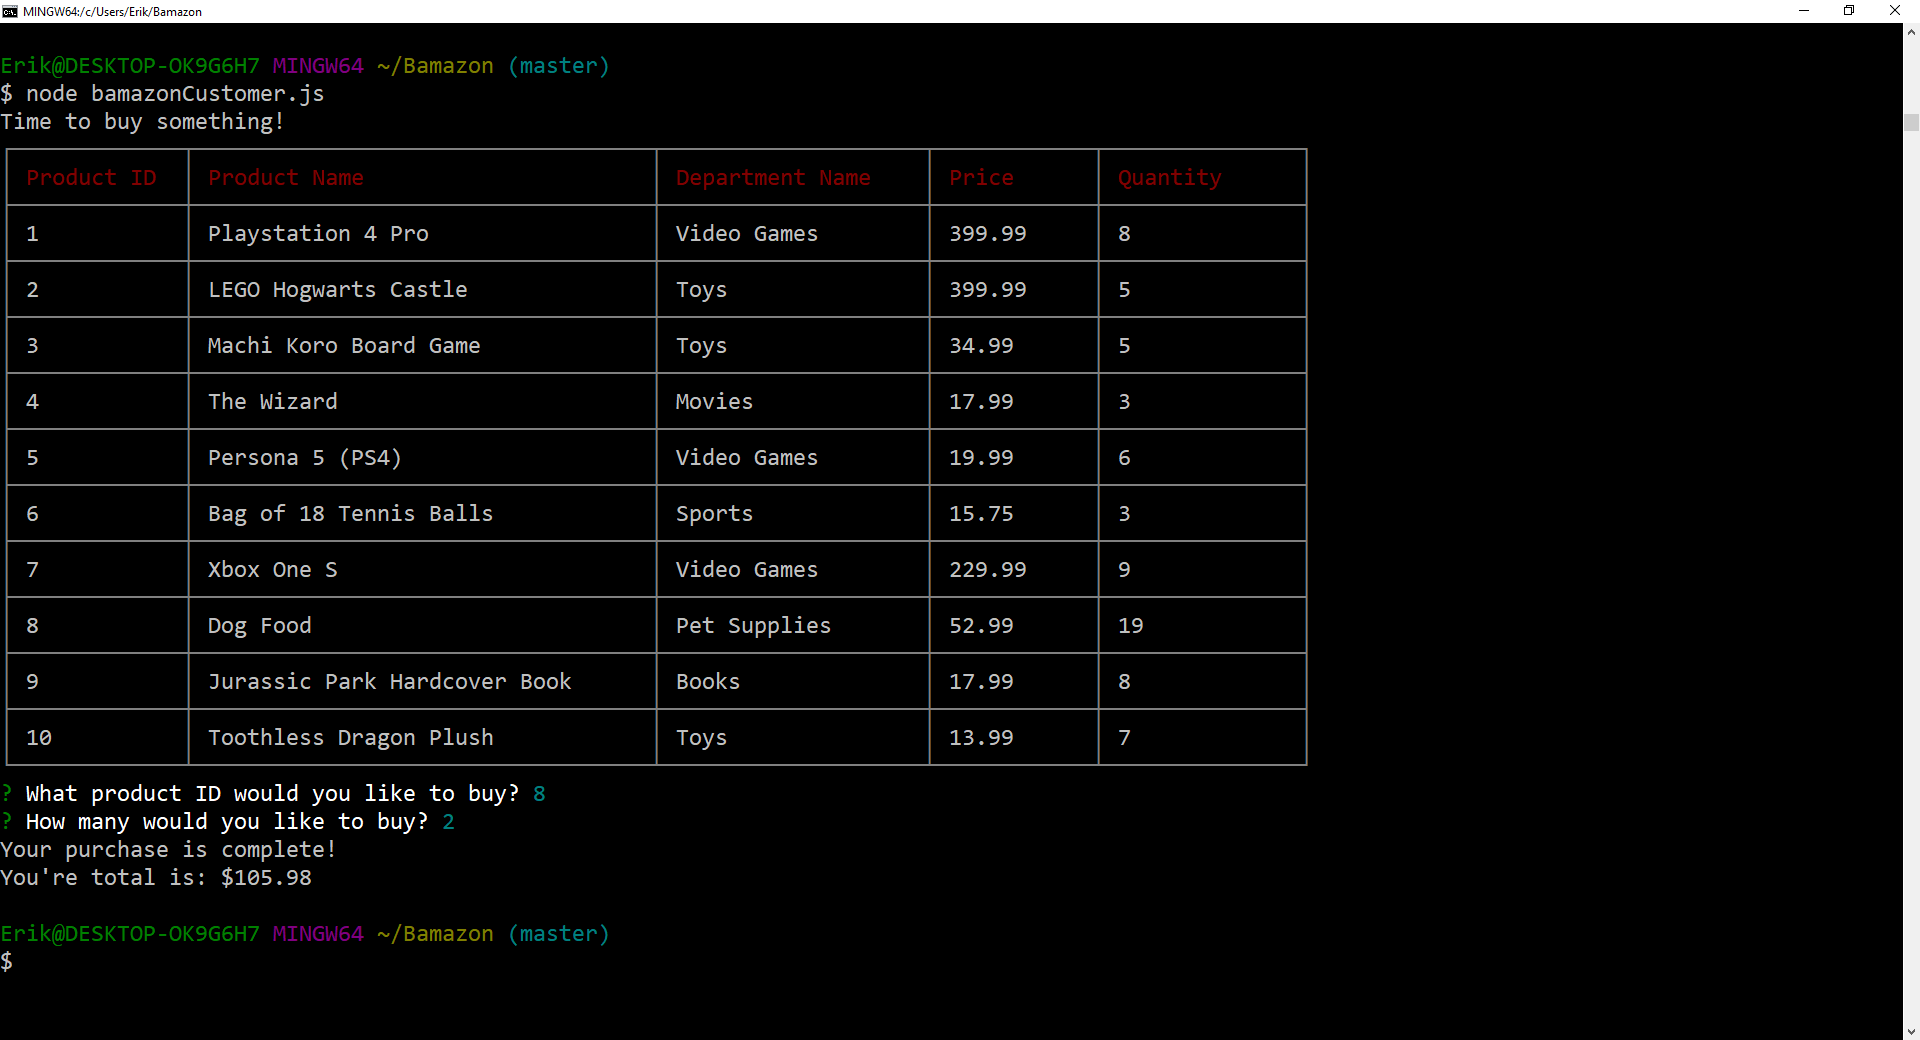 MINGW64:/c/Users/Erik/Bamazon
Erik@DESKTOP-OK9G6H7 MINGW64 ~/Bamazon (master)
$ node bamazonCustomer.js
Time to buy something!
Product ID Product Name Department Name Price Quantity
1 Playstation 4 Pro Video Games 399.99 8
2 LEGO Hogwarts Castle Toys 399.99 5
3 Machi Koro Board Game Toys 34.99 5
4 The Wizard Movies 17.99 3
5 Persona 5 (PS4) Video Games 19.99 6
6 Bag of 18 Tennis Balls Sports 15.75 3
7 Xbox One S Video Games 229.99 9
8 Dog Food Pet Supplies 52.99 19
9 Jurassic Park Hardcover Book Books 17.99 8
10 Toothless Dragon Plush Toys 13.99 7
? What product ID would you like to buy? 8
? How many would you like to buy? 2
Your purchase is complete!
You're total is: $105.98
Erik@DESKTOP-OK9G6H7 MINGW64 ~/Bamazon (master)
$